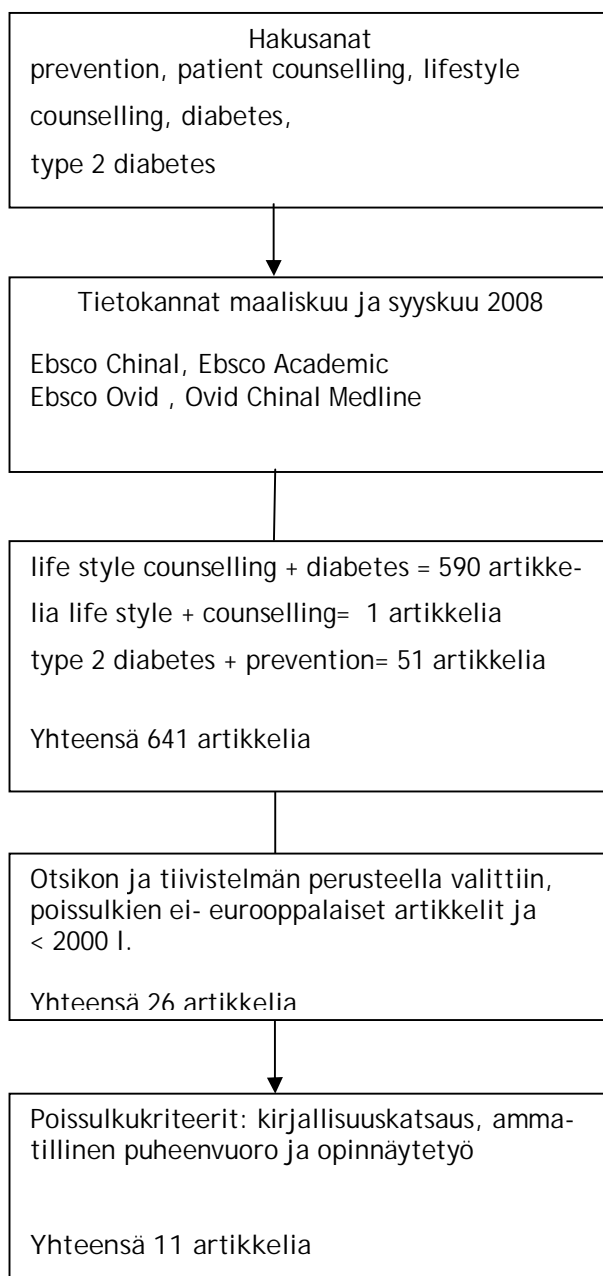 Hakusanat
prevention, patient counselling, lifestyle
counselling, diabetes,
type 2 diabetes
Tietokannat maaliskuu ja syyskuu 2008
Ebsco Chinal, Ebsco Academic
Ebsco Ovid , Ovid Chinal Medline
life style counselling + diabetes = 590 artikke-
lia life style + counselling= 1 artikkelia
type 2 diabetes + prevention= 51 artikkelia
Yhteensä 641 artikkelia
Otsikon ja tiivistelmän perusteella valittiin,
poissulkien ei- eurooppalaiset artikkelit ja
< 2000 l.
Yhteensä 26 artikkelia
Poissulkukriteerit: kirjallisuuskatsaus, amma-
tillinen puheenvuoro ja opinnäytetyö
Yhteensä 11 artikkelia